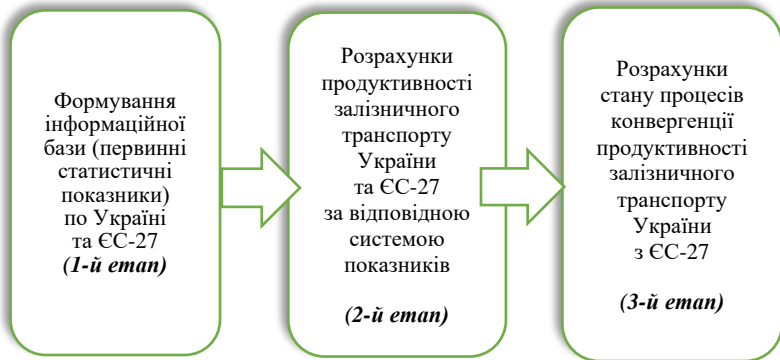 Формування
інформаційної
бази (первинні
статистичні
показники)
по Україні
та ЄС-27
(1-й етап)
Розрахунки
продуктивності
залізничного
транспорту
України
та ЄС-27
за відповідною
системою
показників
(2-й етап)
Розрахунки
стану процесів
конвергенції
продуктивності
залізничного
транспорту
України
з ЄС-27
(3-й етап)